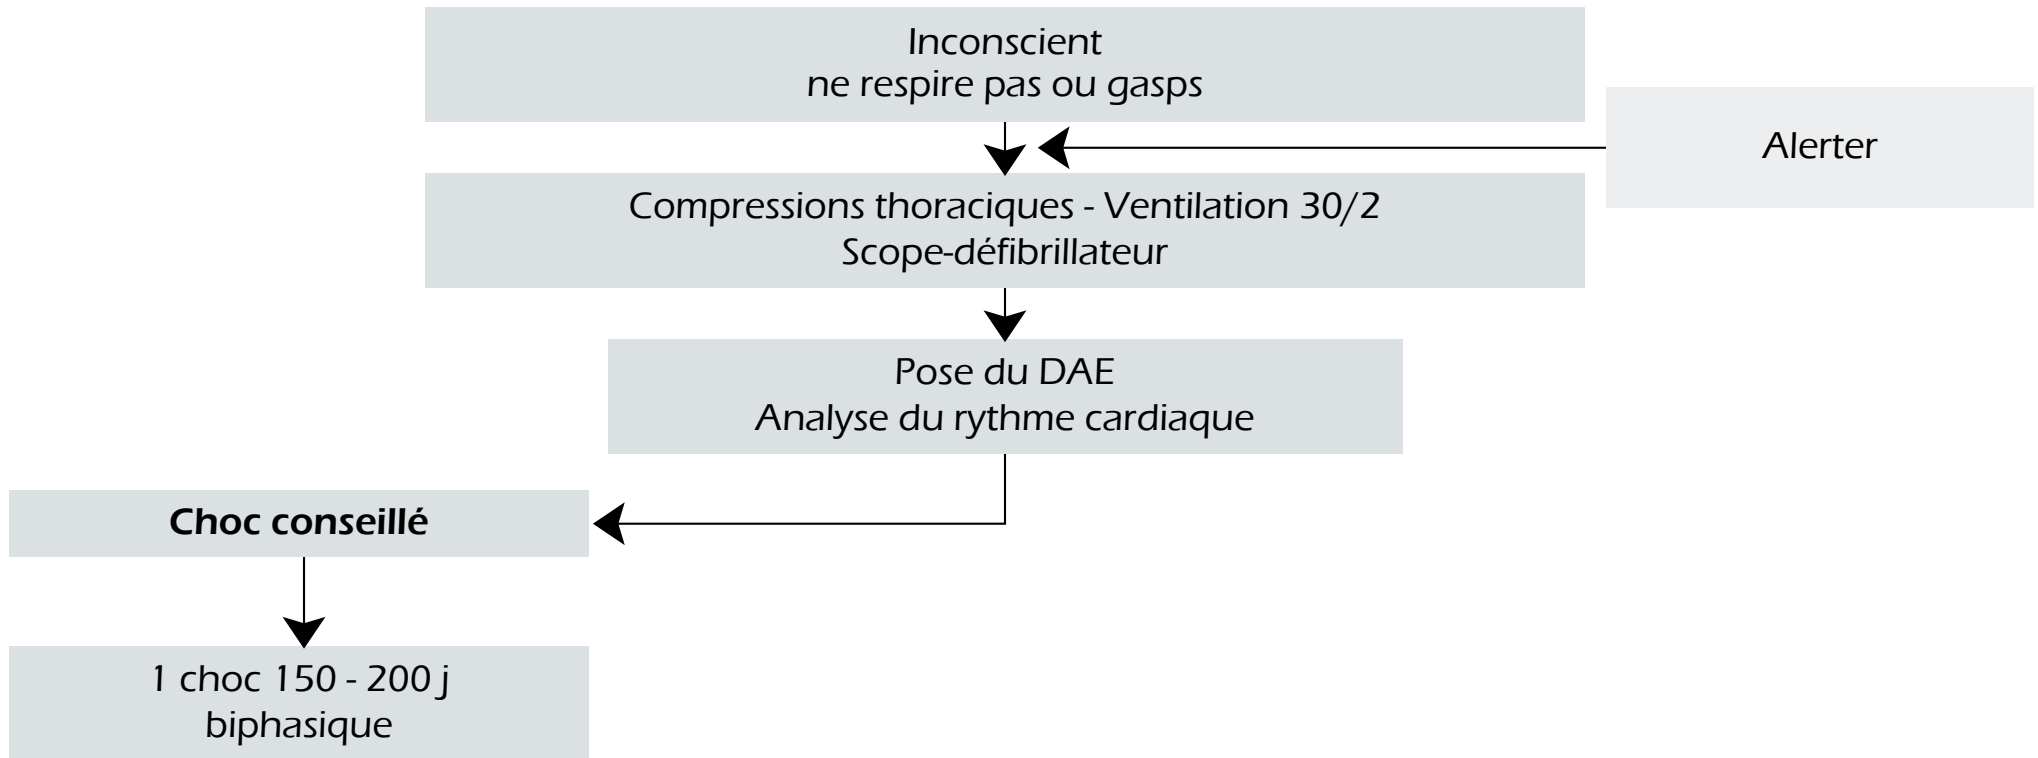 Inconscient
ne respire pas ou gasps
Alerter
Compressions thoraciques - Ventilation 30/2
Scope-défibrillateur
Pose du DAE
Analyse du rythme cardiaque
Choc conseillé
1 choc 150 - 200 j
biphasique